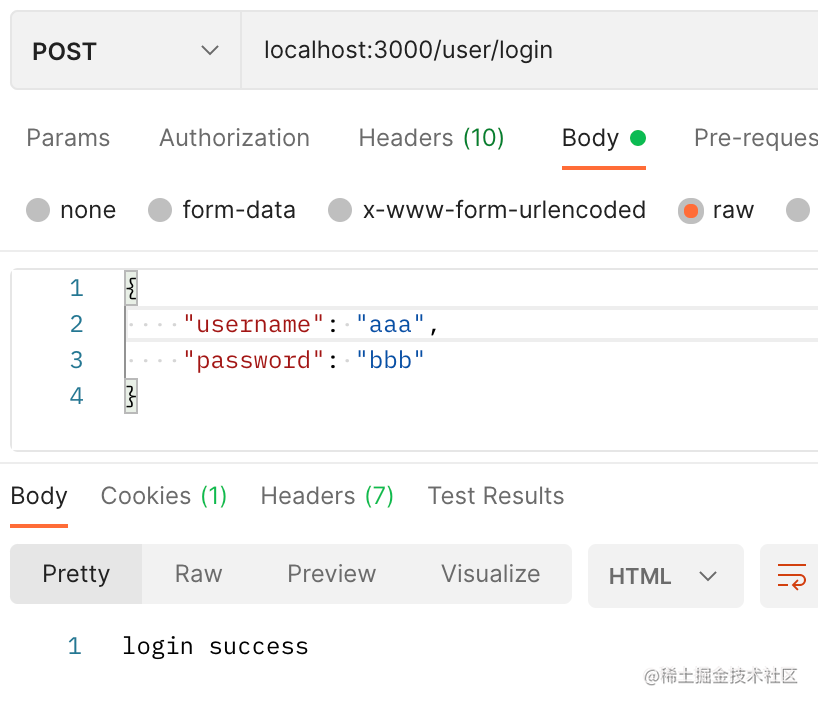 POST localhost:3000/user/login
Params Authorization Headers (10) Body Pre-reques
none form-data x-www-form-urlencoded raw
1 {
2 "username": "aaa",
3 "password": "bbb"
4 }
Body Cookies (1) Headers (7) Test Results
Pretty Raw Preview Visualize HTML
1 login success
@稀土掘金技术社区